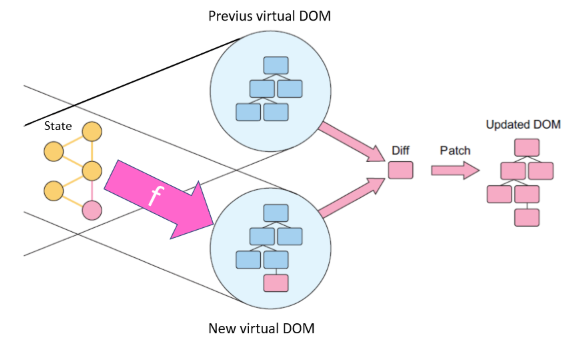 Previus virtual DOM
State
f
Diff
Patch
Updated DOM
New virtual DOM